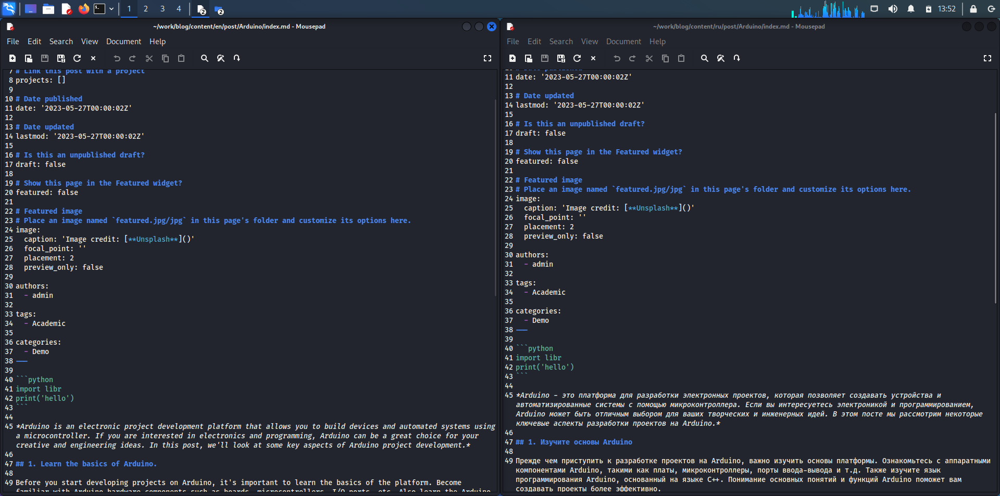 1 2 3 4 2 2 13:52
~/work/blog/content/en/post/Arduino/index.md - Mousepad
File Edit Search View Document Help
7 # Link this post with a project
8 projects: []
9
10 # Date published
11 date: '2023-05-27T00:00:02Z'
12
13 # Date updated
14 lastmod: '2023-05-27T00:00:02Z'
15
16 # Is this an unpublished draft?
17 draft: false
18
19 # Show this page in the Featured widget?
20 featured: false
21
22 # Featured image
23 # Place an image named `featured.jpg/jpg` in this page's folder and customize its options here.
24 image:
25   caption: 'Image credit: [**Unsplash**]()'
26   focal_point: ''
27   placement: 2
28   preview_only: false
29
30 authors:
31   - admin
32
33 tags:
34   - Academic
35
36 categories:
37   - Demo
38 ---
39
40 ```python
41 import libr
42 print('hello')
43 ```
44
45 *Arduino is an electronic project development platform that allows you to build devices and automated systems using
a microcontroller. If you are interested in electronics and programming, Arduino can be a great choice for your
creative and engineering ideas. In this post, we'll look at some key aspects of Arduino project development.*
46
47 ## 1. Learn the basics of Arduino.
48
49 Before you start developing projects on Arduino, it's important to learn the basics of the platform. Become
familiar with Arduino hardware components such as boards, microcontrollers, I/O ports, etc. Also learn the Arduino
~/work/blog/content/ru/post/Arduino/index.md - Mousepad
File Edit Search View Document Help
10 # Date published
11 date: '2023-05-27T00:00:02Z'
12
13 # Date updated
14 lastmod: '2023-05-27T00:00:02Z'
15
16 # Is this an unpublished draft?
17 draft: false
18
19 # Show this page in the Featured widget?
20 featured: false
21
22 # Featured image
23 # Place an image named `featured.jpg/jpg` in this page's folder and customize its options here.
24 image:
25   caption: 'Image credit: [**Unsplash**]()'
26   focal_point: ''
27   placement: 2
28   preview_only: false
29
30 authors:
31   - admin
32
33 tags:
34   - Academic
35
36 categories:
37   - Demo
38 ---
39
40 ```python
41 import libr
42 print('hello')
43 ```
44
45 *Arduino - это платформа для разработки электронных проектов, которая позволяет создавать устройства и
автоматизированные системы с помощью микроконтроллера. Если вы интересуетесь электроникой и программированием,
Arduino может быть отличным выбором для ваших творческих и инженерных идей. В этом посте мы рассмотрим некоторые
ключевые аспекты разработки проектов на Arduino.*
46
47 ## 1. Изучите основы Arduino
48
49 Прежде чем приступить к разработке проектов на Arduino, важно изучить основы платформы. Ознакомьтесь с аппаратными
компонентами Arduino, такими как платы, микроконтроллеры, порты ввода-вывода и т.д. Также изучите язык
программирования Arduino, основанный на языке C++. Понимание основных понятий и функций Arduino поможет вам
создавать проекты более эффективно.